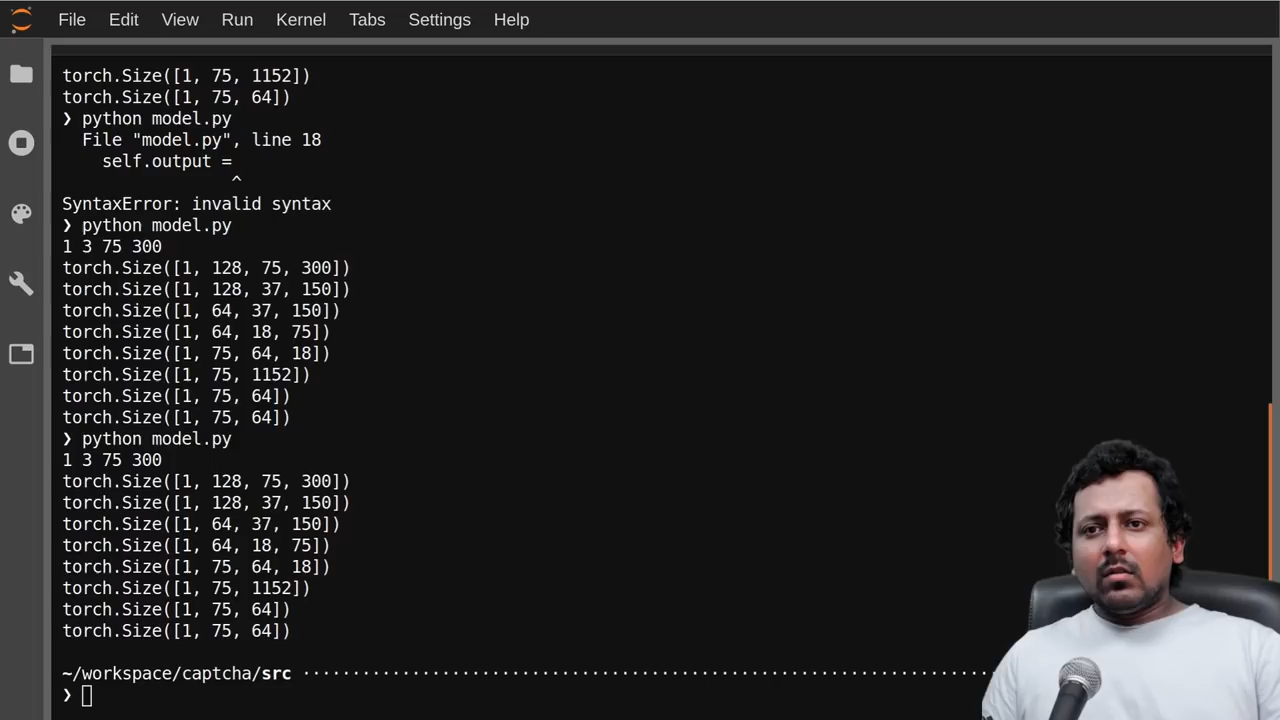 File Edit View Run Kernel Tabs Settings Help
torch.Size([1, 75, 1152])
torch.Size([1, 75, 64])
❯ python model.py
  File "model.py", line 18
    self.output =
                 ^
SyntaxError: invalid syntax
❯ python model.py
1 3 75 300
torch.Size([1, 128, 75, 300])
torch.Size([1, 128, 37, 150])
torch.Size([1, 64, 37, 150])
torch.Size([1, 64, 18, 75])
torch.Size([1, 75, 64, 18])
torch.Size([1, 75, 1152])
torch.Size([1, 75, 64])
torch.Size([1, 75, 64])
❯ python model.py
1 3 75 300
torch.Size([1, 128, 75, 300])
torch.Size([1, 128, 37, 150])
torch.Size([1, 64, 37, 150])
torch.Size([1, 64, 18, 75])
torch.Size([1, 75, 64, 18])
torch.Size([1, 75, 1152])
torch.Size([1, 75, 64])
torch.Size([1, 75, 64])
~/workspace/captcha/src ·····································································
❯